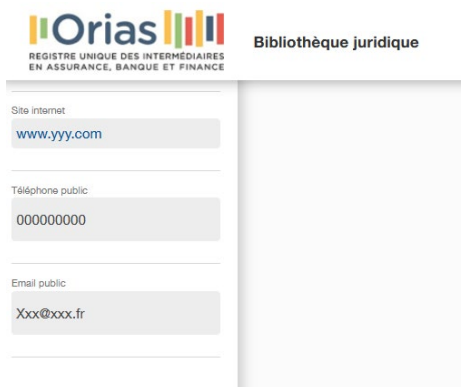 Orias
REGISTRE UNIQUE DES INTERMÉDIAIRES
EN ASSURANCE, BANQUE ET FINANCE
Bibliothèque juridique
Site internet
www.yyy.com
Téléphone public
000000000
Email public
Xxx@xxx.fr